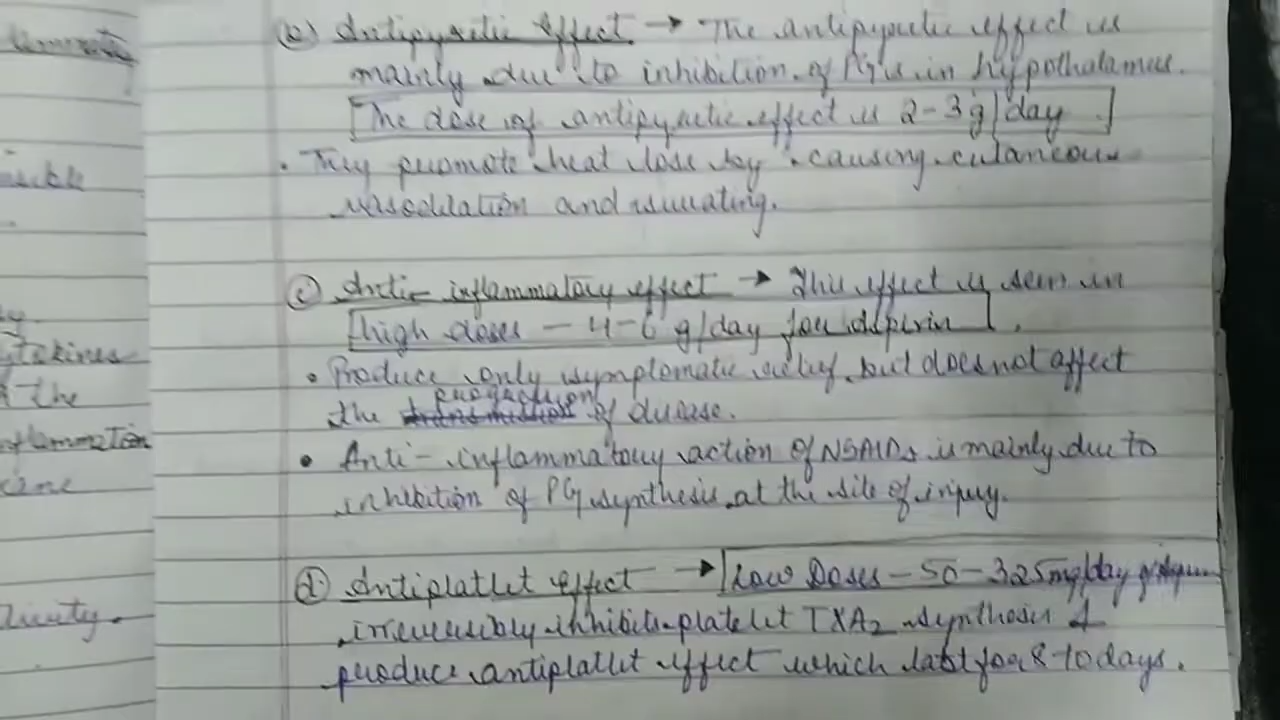 (b) Antipyretic effect → The antipyretic effect is
mainly due to inhibition of PG's in hypothalamus.
[The dose of antipyretic effect is 2-3g/day]
• They promote heat loss by causing cutaneous
vasodilation and sweating.
(c) Anti-inflammatory effect → This effect is seen in
[high doses - 4-6 g/day for aspirin].
• Produce only symptomatic relief, but does not affect
the progression of disease.
• Anti-inflammatory action of NSAIDs is mainly due to
inhibition of PG synthesis at the site of injury.
(d) Antiplatlet effect → Low Doses - 50-325mg/day
irreversibly inhibits platelet TXA2 synthesis &
produce antiplatlet effect which last for 8 to days.
the